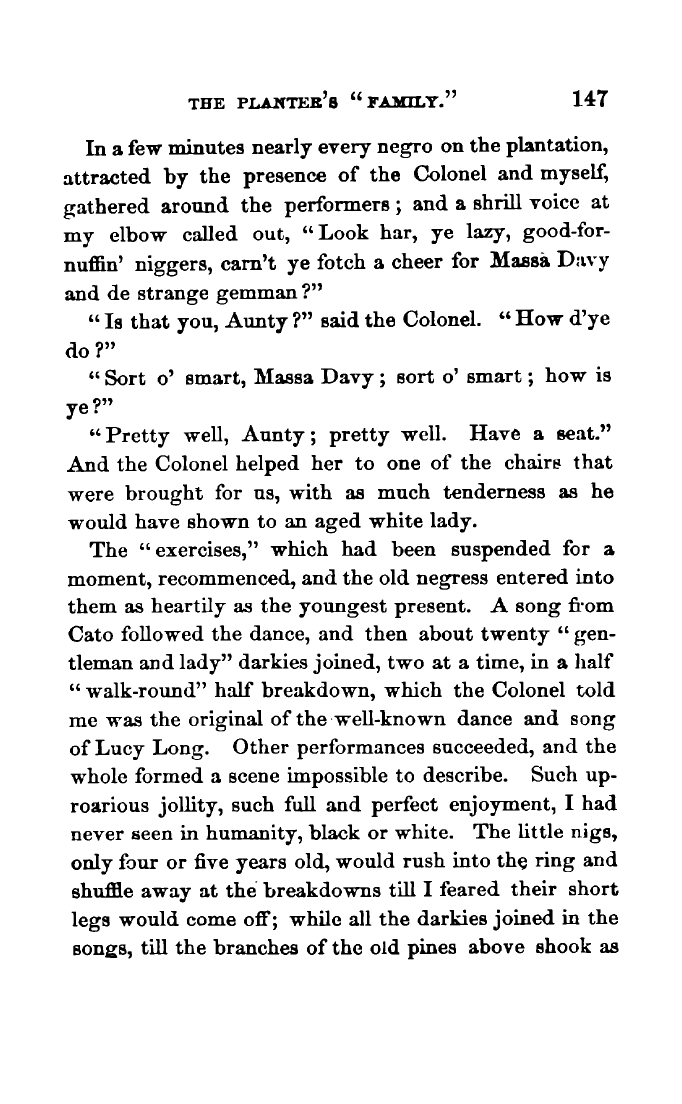 THE PLANTER'S "FAMILY." 147
In a few minutes nearly every negro on the plantation,
attracted by the presence of the Colonel and myself,
gathered around the performers; and a shrill voice at
my elbow called out, "Look har, ye lazy, good-for-
nuffin' niggers, carn't ye fotch a cheer for Massa Davy
and de strange gemman?"
"Is that you, Aunty?" said the Colonel. "How d'ye
do?"
"Sort o' smart, Massa Davy; sort o' smart; how is
ye?"
"Pretty well, Aunty; pretty well. Have a seat."
And the Colonel helped her to one of the chairs that
were brought for us, with as much tenderness as he
would have shown to an aged white lady.
The "exercises," which had been suspended for a
moment, recommenced, and the old negress entered into
them as heartily as the youngest present. A song from
Cato followed the dance, and then about twenty "gen-
tleman and lady" darkies joined, two at a time, in a half
"walk-round" half breakdown, which the Colonel told
me was the original of the well-known dance and song
of Lucy Long. Other performances succeeded, and the
whole formed a scene impossible to describe. Such up-
roarious jollity, such full and perfect enjoyment, I had
never seen in humanity, black or white. The little nigs,
only four or five years old, would rush into the ring and
shuffle away at the breakdowns till I feared their short
legs would come off; while all the darkies joined in the
songs, till the branches of the old pines above shook as